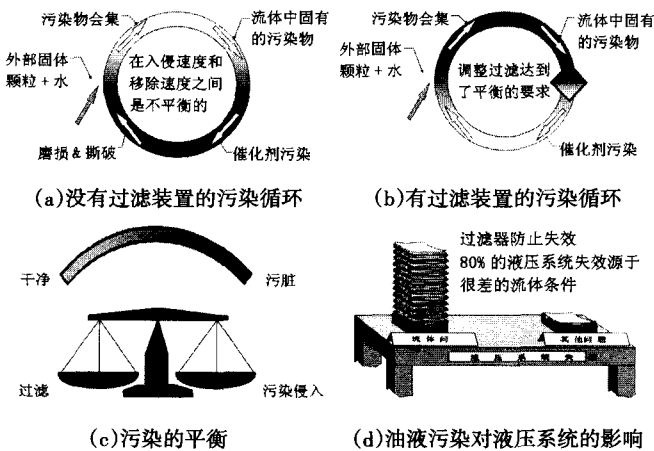 污染物会集
流体中固有
的污染物
外部固体
颗粒+水
在入侵速度和
移除速度之间
是不平衡的
磨损&撕破
催化剂污染
(a)没有过滤装置的污染循环
污染物会集
流体中固有
的污染物
外部固体
颗粒+水
调整过滤达到
了平衡的要求
催化剂污染
(b)有过滤装置的污染循环
干净
污脏
过滤
污染侵入
(c)污染的平衡
过滤器防止失效
80%的液压系统失效源于
很差的流体条件
流体问
其他问题
液压系统失
(d)油液污染对液压系统的影响